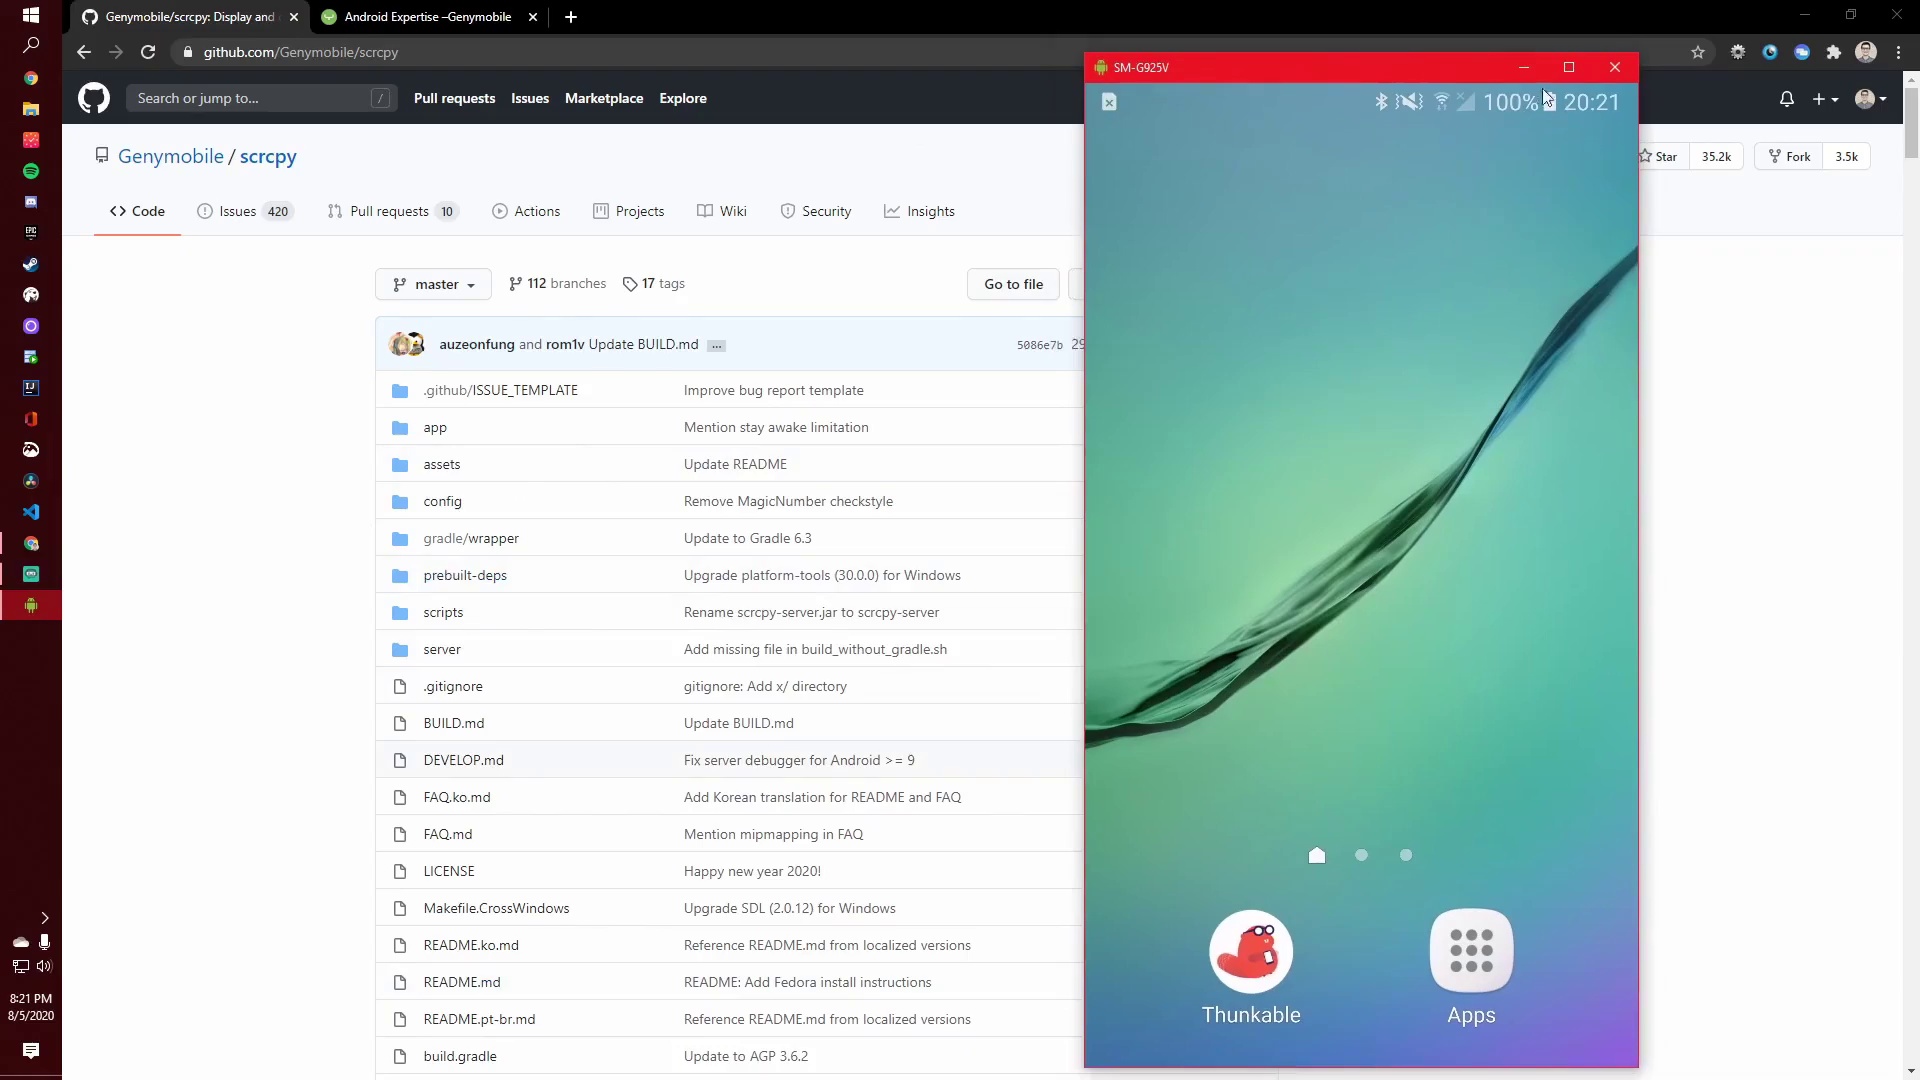 Genymobile/scrcpy: Display and
Android Expertise –Genymobile
github.com/Genymobile/scrcpy
SM-G925V
Search or jump to...
/
Pull requests
Issues
Marketplace
Explore
100%
20:21
Genymobile / scrcpy
Star
35.2k
Fork
3.5k
Code
Issues 420
Pull requests 10
Actions
Projects
Wiki
Security
Insights
master
112 branches
17 tags
Go to file
auzeonfung and rom1v Update BUILD.md ...
5086e7b 29
.github/ISSUE_TEMPLATE Improve bug report template
app Mention stay awake limitation
assets Update README
config Remove MagicNumber checkstyle
gradle/wrapper Update to Gradle 6.3
prebuilt-deps Upgrade platform-tools (30.0.0) for Windows
scripts Rename scrcpy-server.jar to scrcpy-server
server Add missing file in build_without_gradle.sh
.gitignore gitignore: Add x/ directory
BUILD.md Update BUILD.md
DEVELOP.md Fix server debugger for Android >= 9
FAQ.ko.md Add Korean translation for README and FAQ
FAQ.md Mention mipmapping in FAQ
LICENSE Happy new year 2020!
Makefile.CrossWindows Upgrade SDL (2.0.12) for Windows
README.ko.md Reference README.md from localized versions
README.md README: Add Fedora install instructions
README.pt-br.md Reference README.md from localized versions
build.gradle Update to AGP 3.6.2
Thunkable
Apps
EPIC
IJ
8:21 PM
8/5/2020